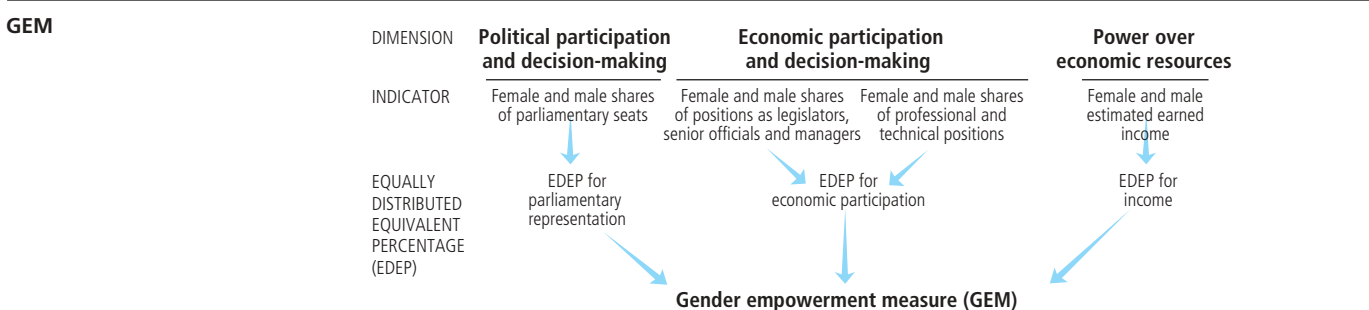 GEM
DIMENSION
Political participation
and decision-making
Economic participation
and decision-making
Power over
economic resources
INDICATOR
Female and male shares
of parliamentary seats
Female and male shares
of positions as legislators,
senior officials and managers
Female and male shares
of professional and
technical positions
Female and male
estimated earned
income
EQUALLY
DISTRIBUTED
EQUIVALENT
PERCENTAGE
(EDEP)
EDEP for
parliamentary
representation
EDEP for
economic participation
EDEP for
income
Gender empowerment measure (GEM)